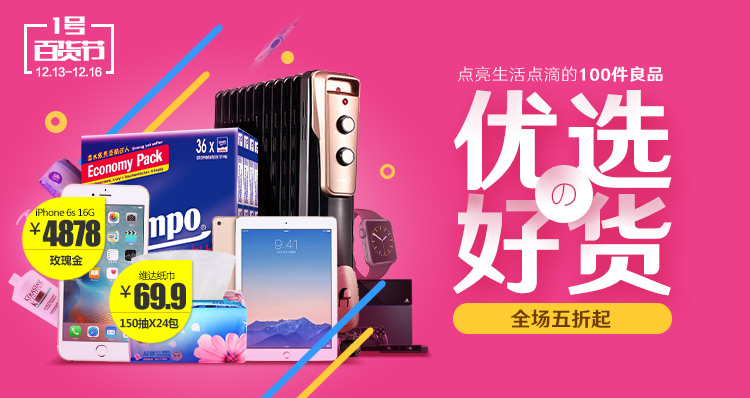 1号
百货节
12.13-12.16
点亮生活点滴的100件良品
优选
の
好货
全场五折起
36 x
Economy Pack
mpo
iPhone 6s 16G
¥4878
玫瑰金
维达纸巾
¥69.9
150抽X24包
9:41